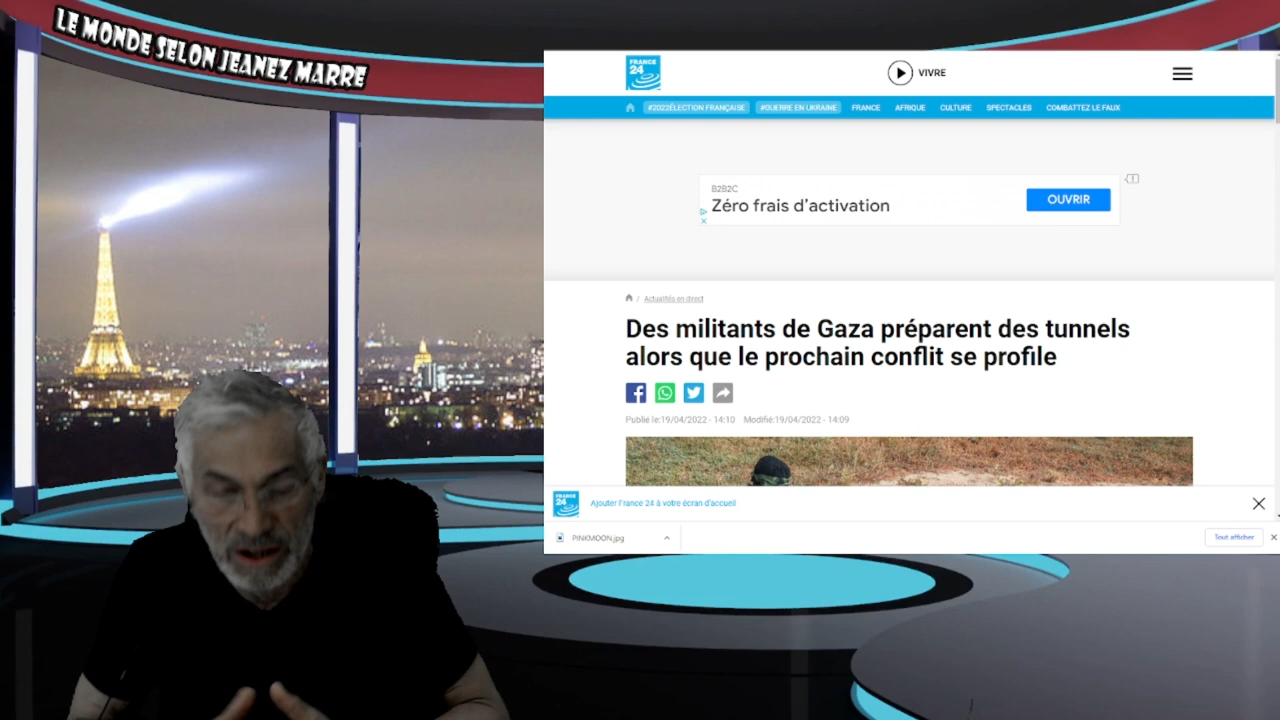 LE MONDE SELON JEANEZ MARRE
FRANCE
24
VIVRE
#2022ÉLECTION FRANÇAISE
#GUERRE EN UKRAINE
FRANCE
AFRIQUE
CULTURE
SPECTACLES
COMBATTEZ LE FAUX
B2B2C
Zéro frais d'activation
OUVRIR
/ Actualités en direct
Des militants de Gaza préparent des tunnels
alors que le prochain conflit se profile
Publié le:19/04/2022 - 14:10 Modifié:19/04/2022 - 14:09
FRANCE
24
Ajouter France 24 à votre écran d'accueil
PINKMOON.jpg
Tout afficher